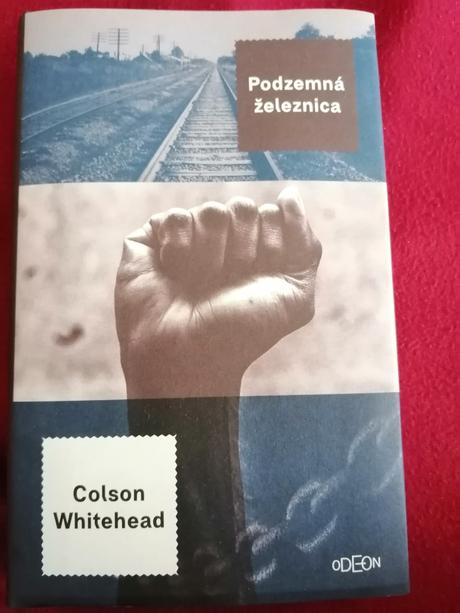 Podzemná
železnica
Colson
Whitehead
ODEON